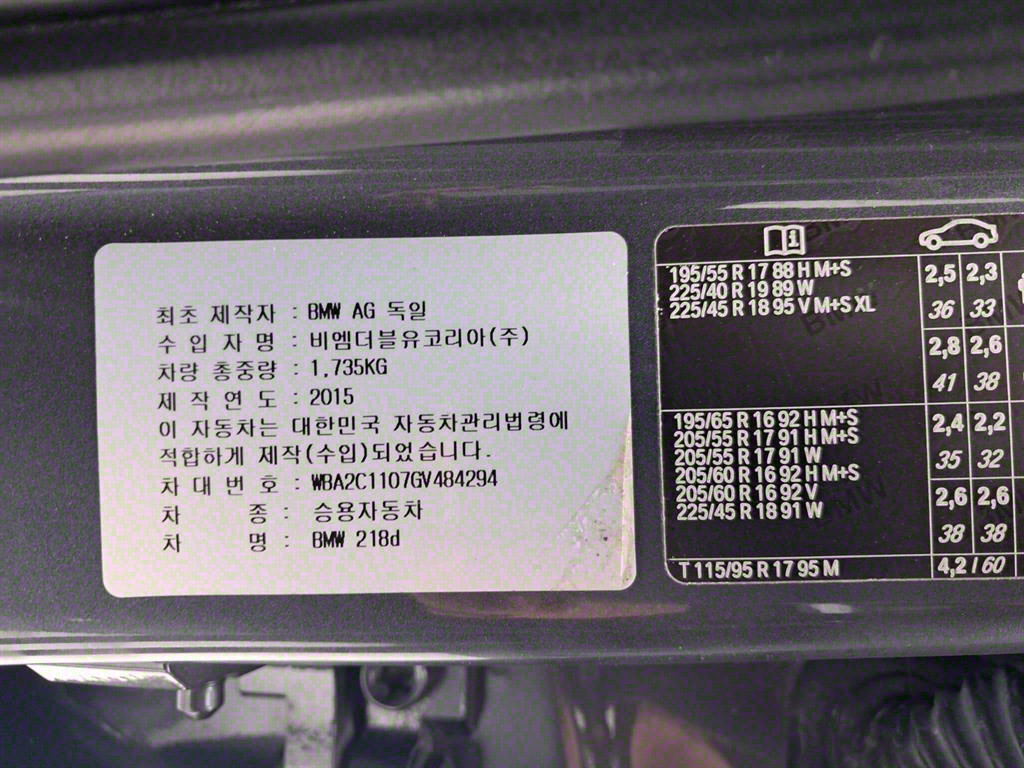 최초 제작자 : BMW AG 독일
수 입 자 명 : 비엠더블유코리아(주)
차량 총중량 : 1,735KG
제 작 연 도 : 2015
이 자동차는 대한민국 자동차관리법령에
적합하게 제작(수입)되었습니다.
차 대 번 호 : WBA2C1107GV484294
차 종 : 승용자동차
차 명 : BMW 218d
195/55 R 17 88 H M+S
225/40 R 19 89 W
225/45 R 18 95 V M+S XL
2,5 2,3
36 33
2,8 2,6
41 38
195/65 R 16 92 H M+S
205/55 R 17 91 H M+S
205/55 R 17 91 W
205/60 R 16 92 H M+S
205/60 R 16 92 V
225/45 R 18 91 W
2,4 2,2
35 32
2,6 2,6
38 38
T 115/95 R 17 95 M 4,2 / 60